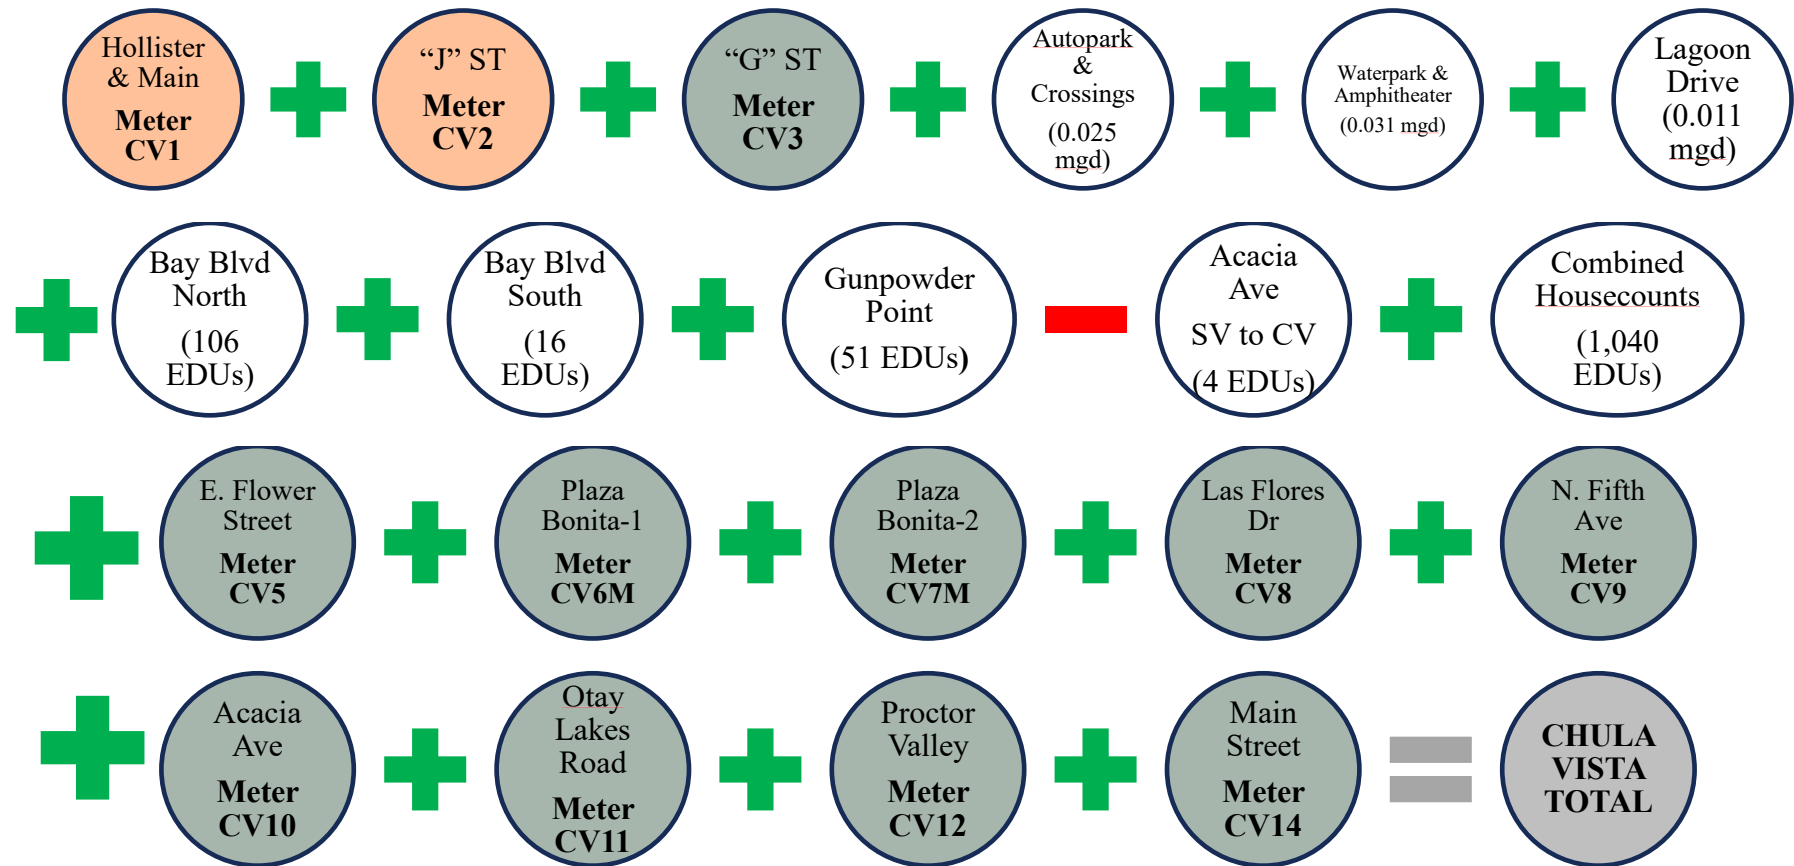 Hollister
& Main
Meter
CV1
“J” ST
Meter
CV2
“G” ST
Meter
CV3
Autopark
&
Crossings
(0.025
mgd)
Waterpark &
Amphitheater
(0.031 mgd)
Lagoon
Drive
(0.011
mgd)
Bay Blvd
North
(106
EDUs)
Bay Blvd
South
(16
EDUs)
Gunpowder
Point
(51 EDUs)
Acacia
Ave
SV to CV
(4 EDUs)
Combined
Housecounts
(1,040
EDUs)
E. Flower
Street
Meter
CV5
Plaza
Bonita-1
Meter
CV6M
Plaza
Bonita-2
Meter
CV7M
Las Flores
Dr
Meter
CV8
N. Fifth
Ave
Meter
CV9
Acacia
Ave
Meter
CV10
Otay
Lakes
Road
Meter
CV11
Proctor
Valley
Meter
CV12
Main
Street
Meter
CV14
CHULA
VISTA
TOTAL